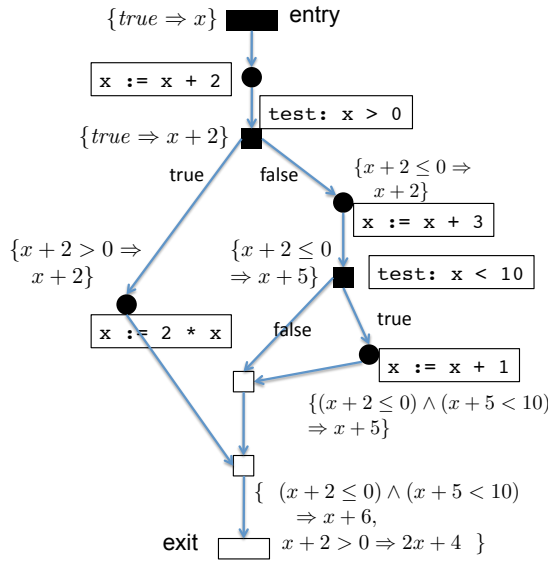 {true ⇒ x}
entry
x := x + 2
test: x > 0
{true ⇒ x + 2}
true
false
{x + 2 ≤ 0 ⇒
x + 2}
x := x + 3
{x + 2 > 0 ⇒
x + 2}
{x + 2 ≤ 0
⇒ x + 5}
test: x < 10
x := 2 * x
false
true
x := x + 1
{(x + 2 ≤ 0) ∧ (x + 5 < 10)
⇒ x + 5}
{ (x + 2 ≤ 0) ∧ (x + 5 < 10)
⇒ x + 6,
x + 2 > 0 ⇒ 2x + 4 }
exit